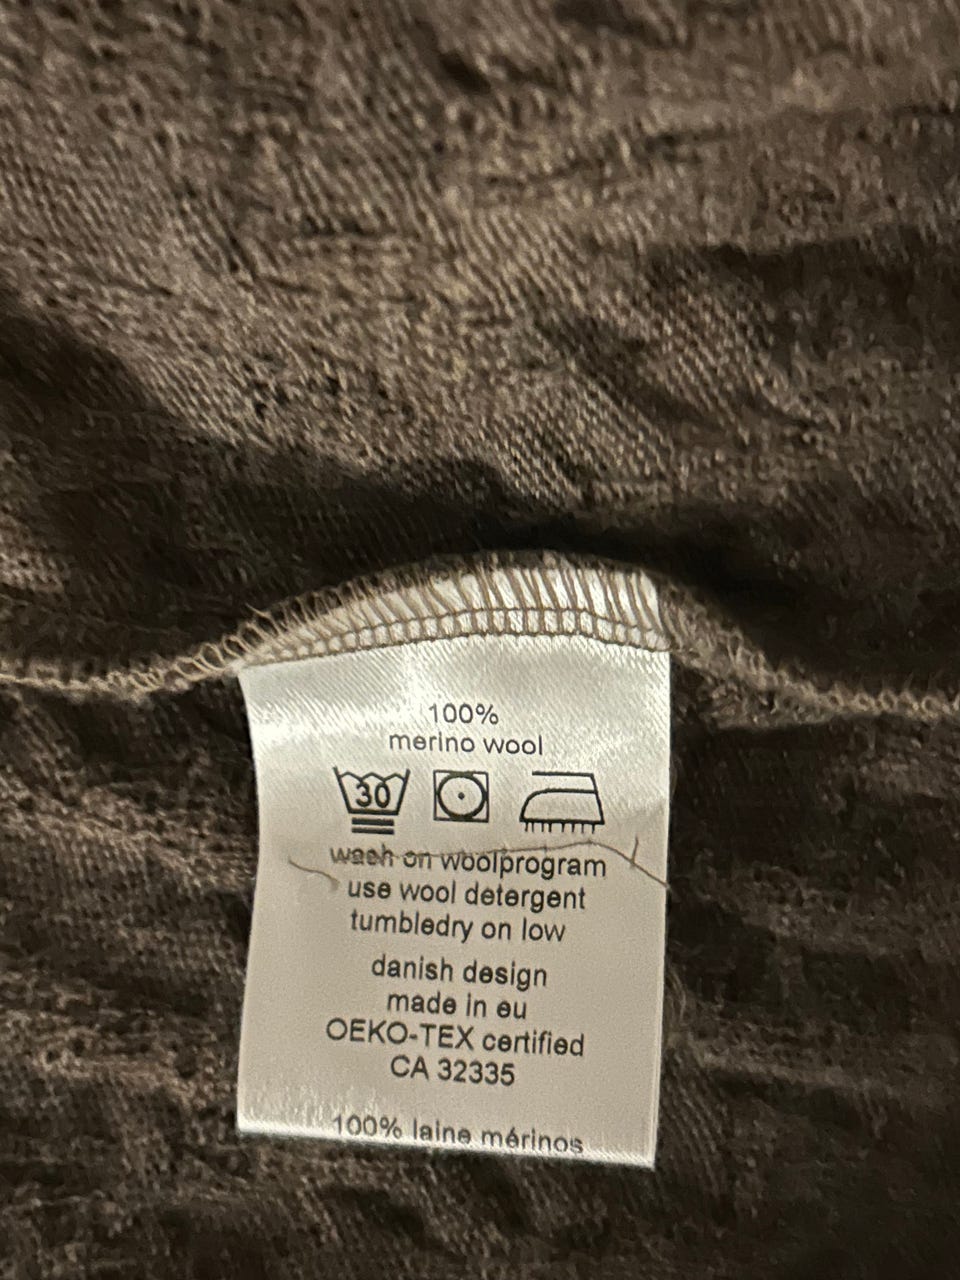 100%
merino wool
30
wash on woolprogram
use wool detergent
tumbledry on low
danish design
made in eu
OEKO-TEX certified
CA 32335
100% laine mérinos